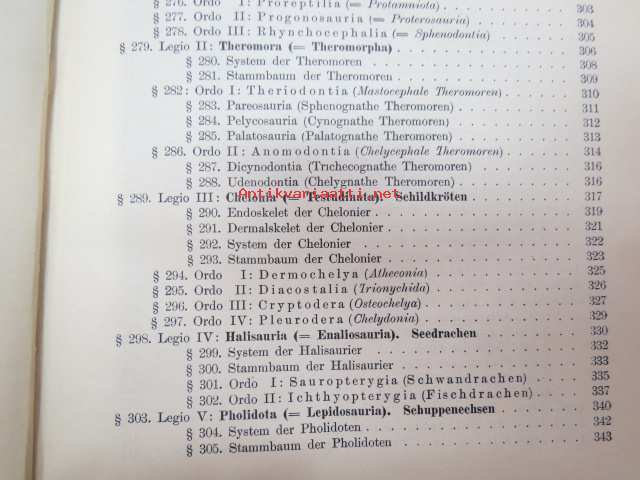 § 276. Ordo I: Proreptilia (= Protamniota) . . . 303
§ 277. Ordo II: Progonosauria (= Proterosauria) . . . 304
§ 278. Ordo III: Rhynchocephalia (= Sphenodontia) . . . 305
§ 279. Legio II: Theromora (= Theromorpha) . . . 306
§ 280. System der Theromoren . . . 308
§ 281. Stammbaum der Theromoren . . . 309
§ 282: Ordo I: Theriodontia (Mastocephale Theromoren) . . . 310
§ 283. Pareosauria (Sphenognathe Theromoren) . . . 311
§ 284. Pelycosauria (Cynognathe Theromoren) . . . 312
§ 285. Palatosauria (Palatognathe Theromoren) . . . 313
§ 286. Ordo II: Anomodontia (Chelycephale Theromoren) . . . 314
§ 287. Dicynodontia (Trichecognathe Theromoren) . . . 316
§ 288. Udenodontia (Chelygnathe Theromoren) . . . 316
Antikvariaatti.net
§ 289. Legio III: Chelonia (= Testudinata). Schildkröten . . . 317
§ 290. Endoskelet der Chelonier . . . 319
§ 291. Dermalskelet der Chelonier . . . 321
§ 292. System der Chelonier . . . 322
§ 293. Stammbaum der Chelonier . . . 323
§ 294. Ordo I: Dermochelya (Atheconia) . . . 325
§ 295. Ordo II: Diacostalia (Trionychida) . . . 326
§ 296. Ordo III: Cryptodera (Osteochelya) . . . 327
§ 297. Ordo IV: Pleurodera (Chelydonia) . . . 329
§ 298. Legio IV: Halisauria (= Enaliosauria). Seedrachen . . . 330
§ 299. System der Halisaurier . . . 332
§ 300. Stammbaum der Halisaurier . . . 333
§ 301. Ordo I: Sauropterygia (Schwandrachen) . . . 335
§ 302. Ordo II: Ichthyopterygia (Fischdrachen) . . . 337
§ 303. Legio V: Pholidota (= Lepidosauria). Schuppenechsen . . . 340
§ 304. System der Pholidoten . . . 342
§ 305. Stammbaum der Pholidoten . . . 343